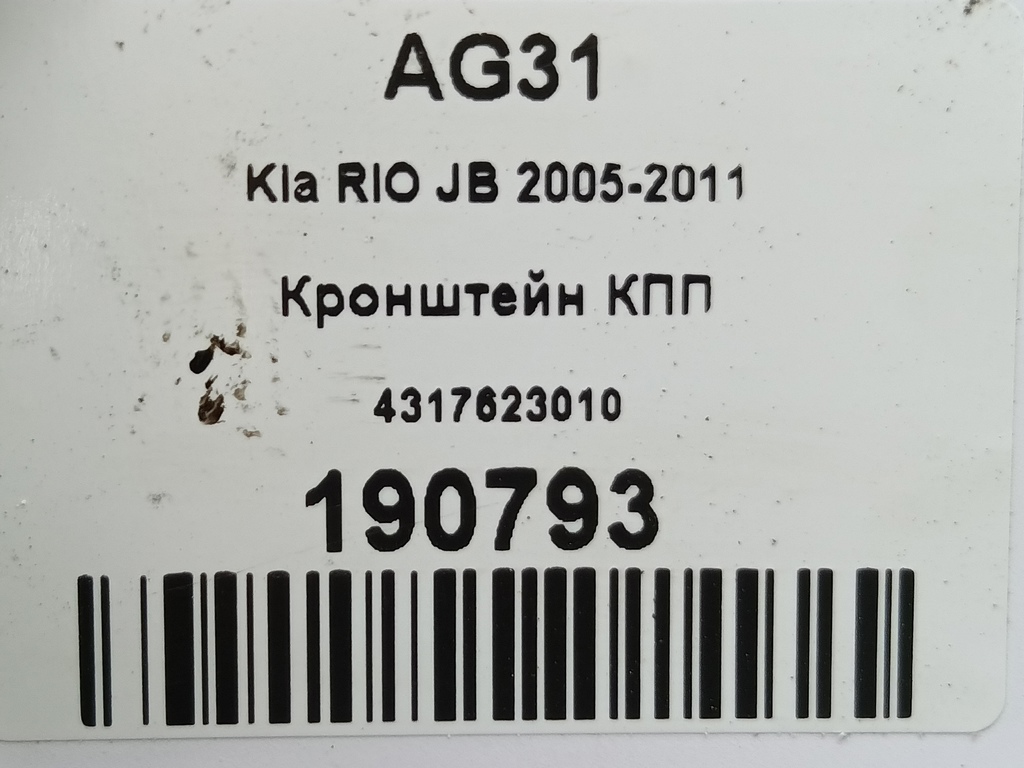 AG31
Kia RIO JB 2005-2011
Кронштейн КПП
4317623010
190793